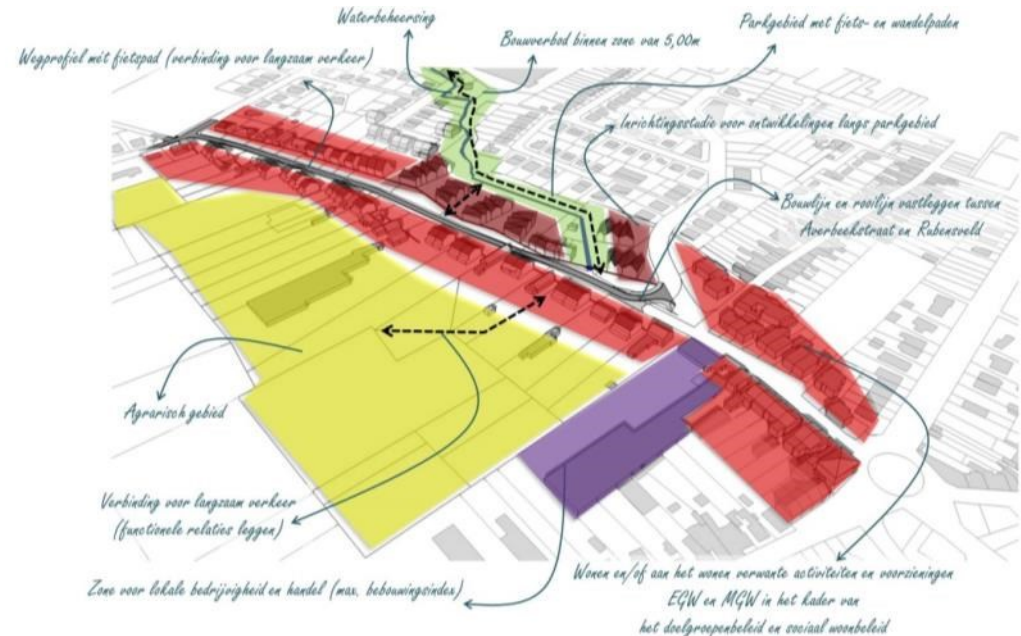 Waterbeheersing
Parkgebied met fiets- en wandelpaden
Bouwverbod binnen zone van 5,00m
Wegprofiel mét fietspad (verbinding voor langzaam verkeer)
Inrichtingsstudie voor ontwikkelingen langs parkgebied
Bouwlijn en rooilijn vastleggen tussen
Averbeekstraat en Rubensveld
Agrarisch gebied
Verbinding voor langzaam verkeer
(functionele relaties leggen)
Zone voor lokale bedrijvigheid en handel (max. bebouwingsindex)
Wonen en/of aan het wonen verwante activiteiten en voorzieningen
EGW en MGW in het kader van
het doelgroepenbeleid en sociaal woonbeleid